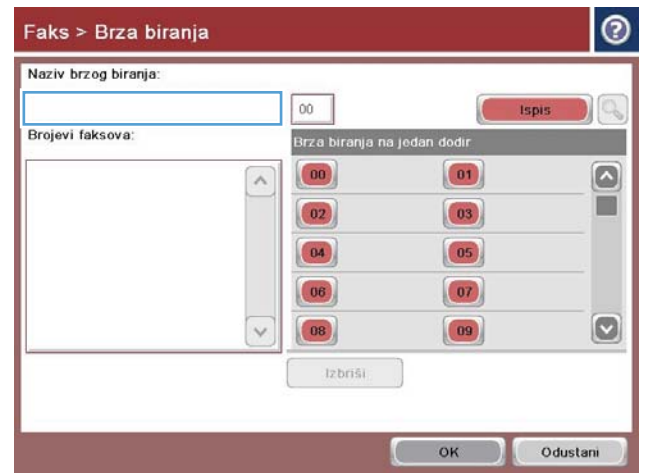 Faks > Brza biranja
?
Naziv brzog biranja:
00
Ispis
Brojevi faksova:
Brza biranja na jedan dodir
00 01
02 03
04 05
06 07
08 09
Izbriši
OK Odustani